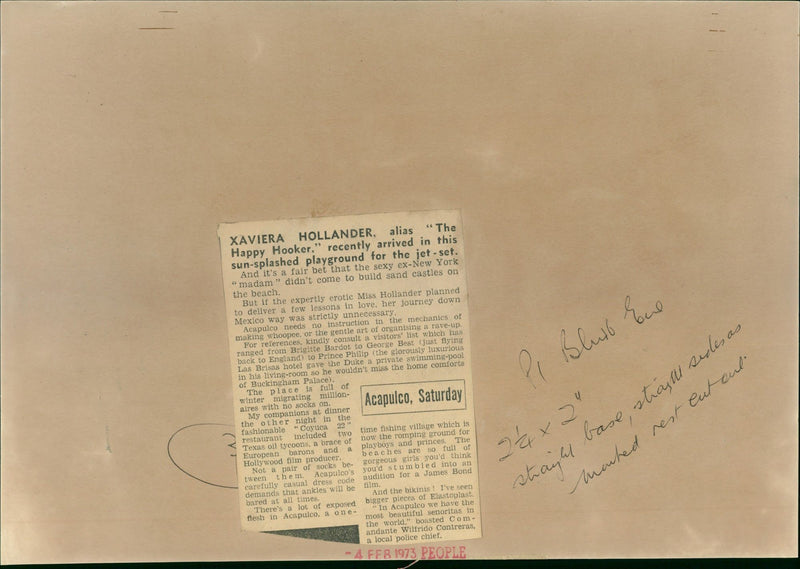 XAVIERA HOLLANDER, alias "The
Happy Hooker," recently arrived in this
sun-splashed playground for the jet-set.
And it's a fair bet that the sexy ex-New York
"madam" didn't come to build sand castles on
the beach.
But if the expertly erotic Miss Hollander planned
to deliver a few lessons in love, her journey down
Mexico way was strictly unnecessary.
Acapulco needs no instruction in the mechanics of
making whoopee, or the gentle art of organising a rave-up.
For references, kindly consult a visitors' list which has
ranged from Brigitte Bardot to George Best (just flying
back to England) to Prince Philip (the gloriously luxurious
Las Brisas hotel gave the Duke a private swimming-pool
in his living-room so he wouldn't miss the home comforts
of Buckingham Palace).
The place is full of
winter migrating million-
aires with no socks on.
My companions at dinner
the other night in the
fashionable "Coyuca 22"
restaurant included two
Texas oil tycoons, a brace of
European barons and a
Hollywood film producer.
Not a pair of socks be-
tween them. Acapulco's
carefully casual dress code
demands that ankles will be
bared at all times.
There's a lot of exposed
flesh in Acapulco, a one-
Acapulco, Saturday
time fishing village which is
now the romping ground for
playboys and princes. The
beaches are so full of
gorgeous girls you'd think
you'd stumbled into an
audition for a James Bond
film.
And the bikinis! I've seen
bigger pieces of Elastoplast.
"In Acapulco we have the
most beautiful senoritas in
the world," boasted Com-
andante Wilfrido Contreras,
a local police chief.
-4 FEB 1973 PEOPLE
3
2¼ x 2"
straight base, straight sides as
marked rest cut out